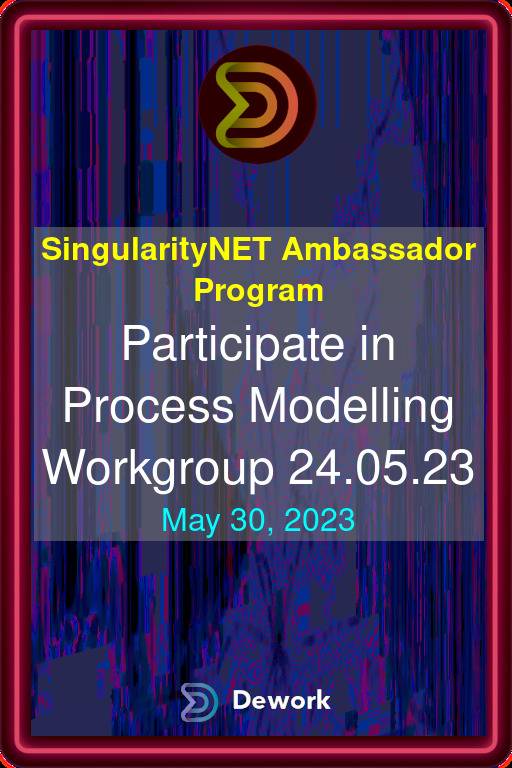 SingularityNET Ambassador
Program
Participate in
Process Modelling
Workgroup 24.05.23
May 30, 2023
Dework